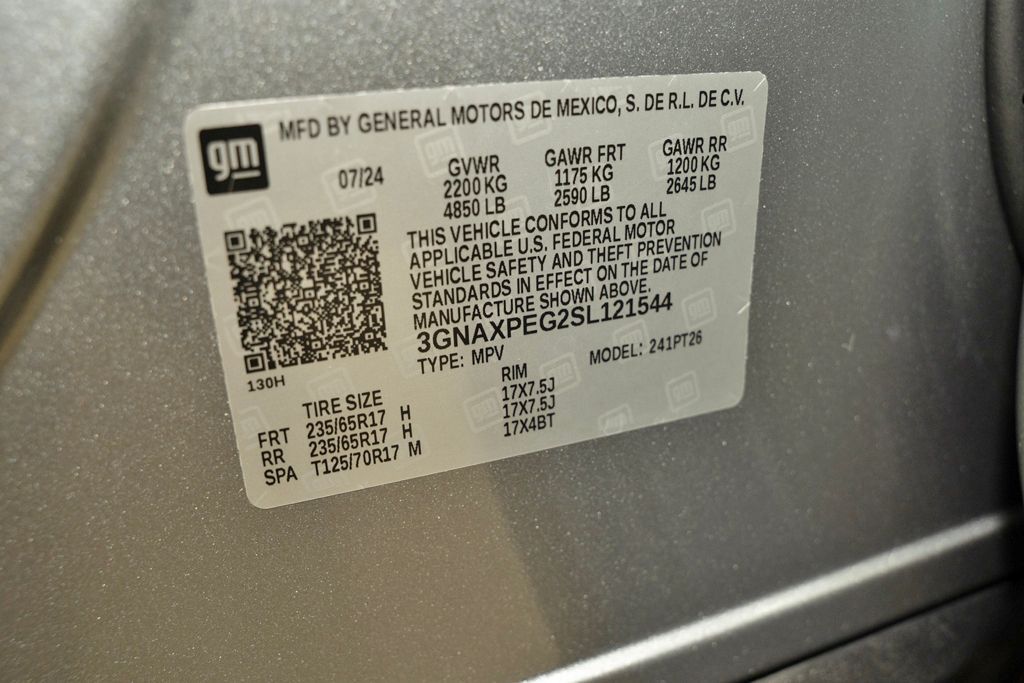 gm
MFD BY GENERAL MOTORS DE MEXICO, S. DE R.L. DE C.V.
07/24
GVWR
2200 KG
4850 LB
GAWR FRT
1175 KG
2590 LB
GAWR RR
1200 KG
2645 LB
THIS VEHICLE CONFORMS TO ALL
APPLICABLE U.S. FEDERAL MOTOR
VEHICLE SAFETY AND THEFT PREVENTION
STANDARDS IN EFFECT ON THE DATE OF
MANUFACTURE SHOWN ABOVE.
3GNAXPEG2SL121544
TYPE: MPV MODEL: 241PT26
130H
TIRE SIZE RIM
FRT 235/65R17 H 17X7.5J
RR 235/65R17 H 17X7.5J
SPA T125/70R17 M 17X4BT